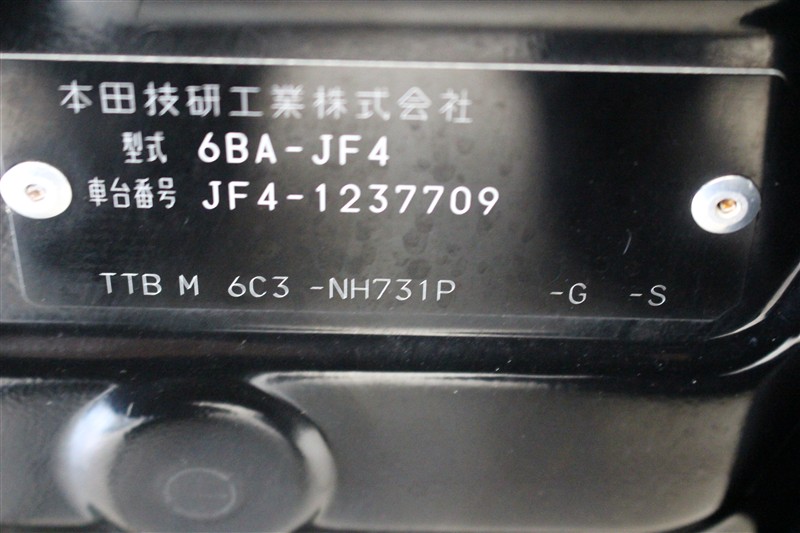 本田技研工業株式会社
型式 6BA-JF4
車台番号 JF4-1237709
TTB M 6C3 -NH731P -G -S